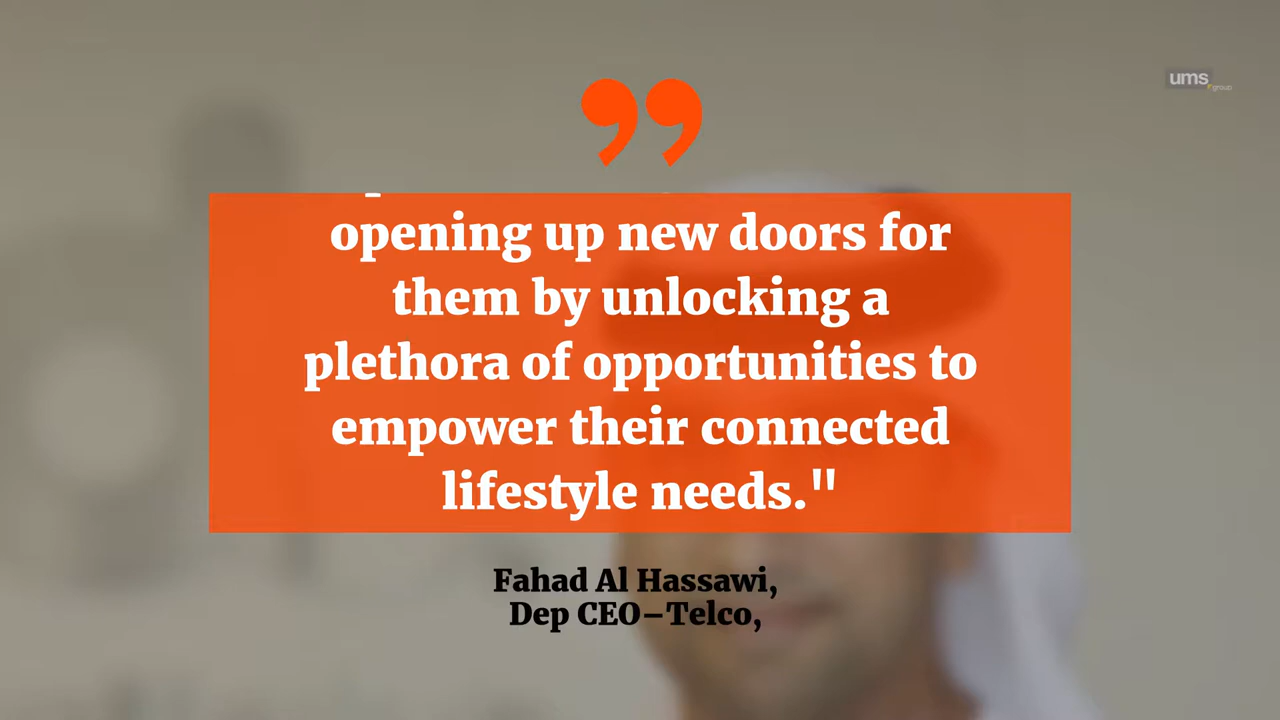 ums
group
opening up new doors for
them by unlocking a
plethora of opportunities to
empower their connected
lifestyle needs."
Fahad Al Hassawi,
Dep CEO–Telco,